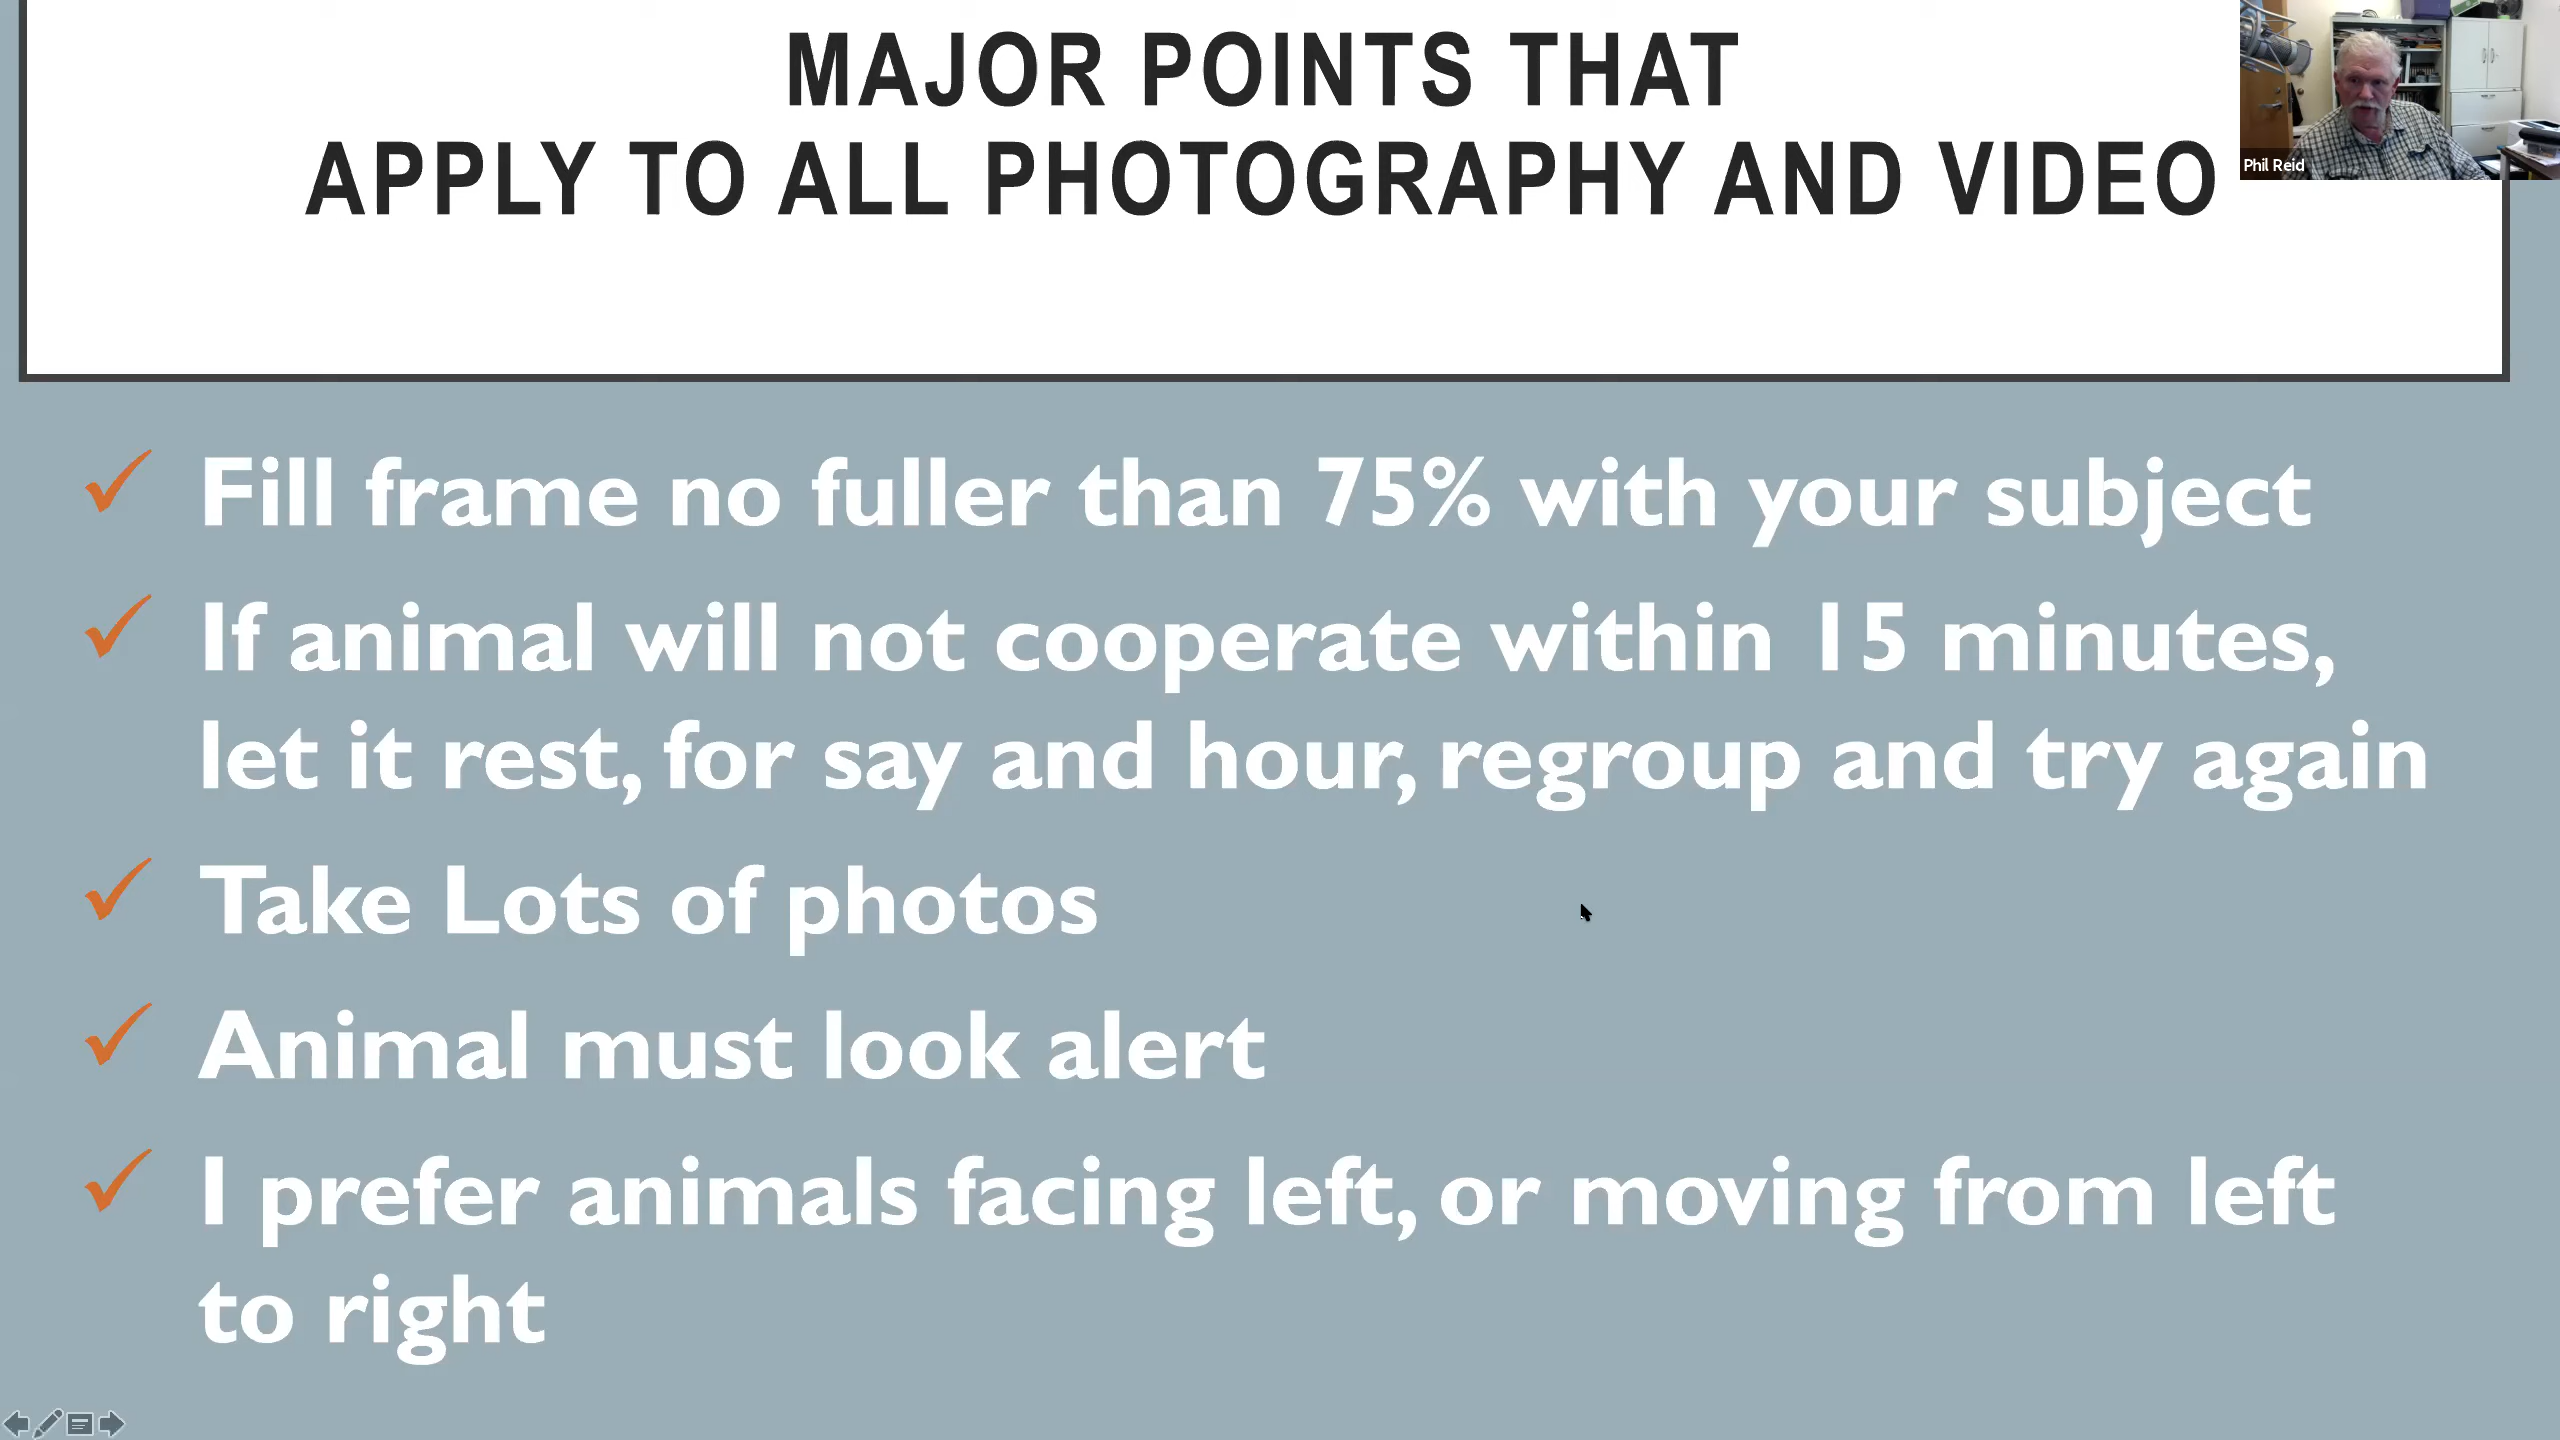 MAJOR POINTS THAT
APPLY TO ALL PHOTOGRAPHY AND VIDEO
Phil Reid
Fill frame no fuller than 75% with your subject
If animal will not cooperate within 15 minutes,
let it rest, for say and hour, regroup and try again
Take Lots of photos
Animal must look alert
I prefer animals facing left, or moving from left
to right